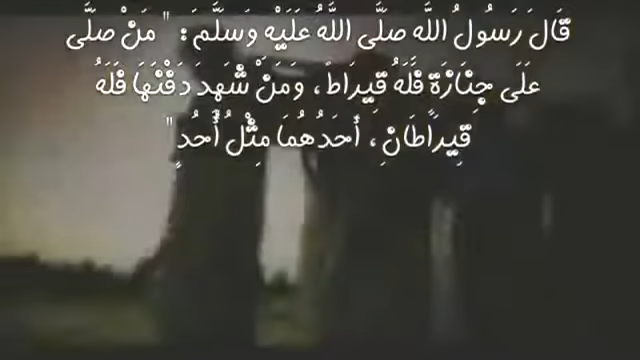 قَالَ رَسُولُ اللَّه صَلَّى اللَّهُ عَلَيْهِ وَسَلَّمَ : " مَنْ صَلَّى
عَلَى جِنَازَة فَلَهُ قِيرَاطٌ ، وَمَنْ شَهِدَ دَفْنَهَا فَلَهُ
قِيرَاطَانِ ، أَحَدُهُمَا مِثْلُ أُحُدٍ "